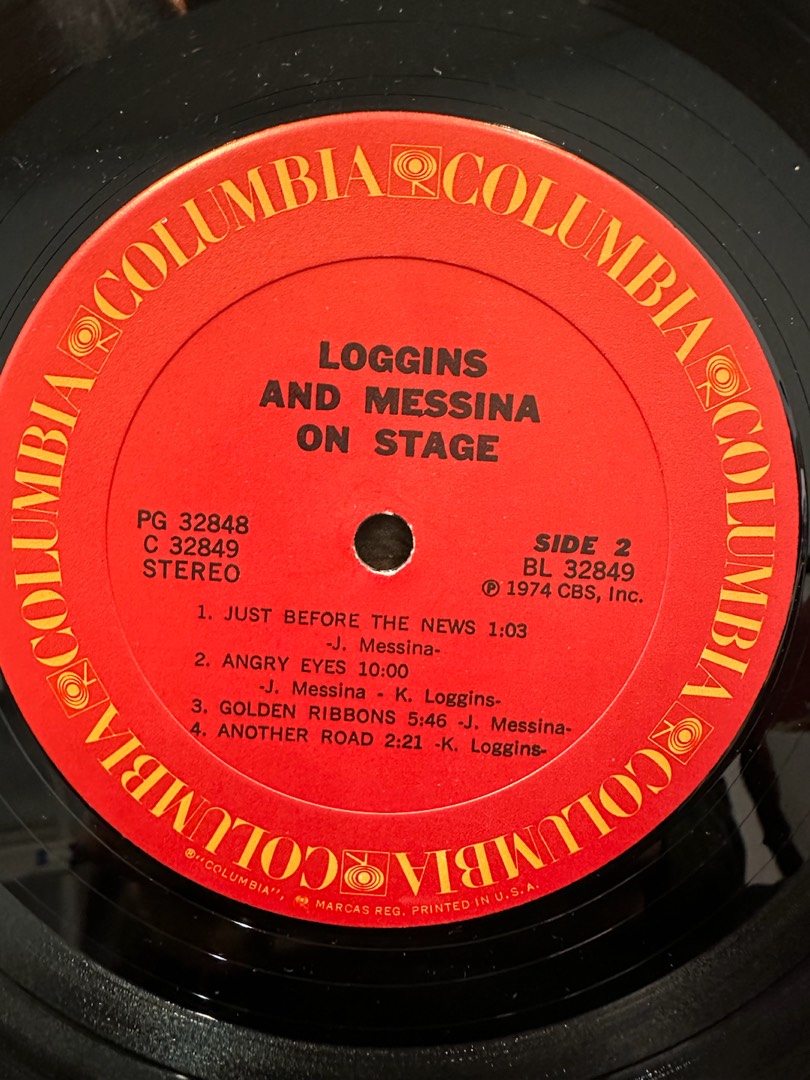 COLUMBIA COLUMBIA COLUMBIA COLUMBIA COLUMBIA COLUMBIA
LOGGINS
AND MESSINA
ON STAGE
PG 32848
C 32849
STEREO
SIDE 2
BL 32849
℗ 1974 CBS, Inc.
1. JUST BEFORE THE NEWS 1:03
-J. Messina-
2. ANGRY EYES 10:00
-J. Messina - K. Loggins-
3. GOLDEN RIBBONS 5:46 -J. Messina-
4. ANOTHER ROAD 2:21 -K. Loggins-
® "COLUMBIA", MARCAS REG. PRINTED IN U.S.A.